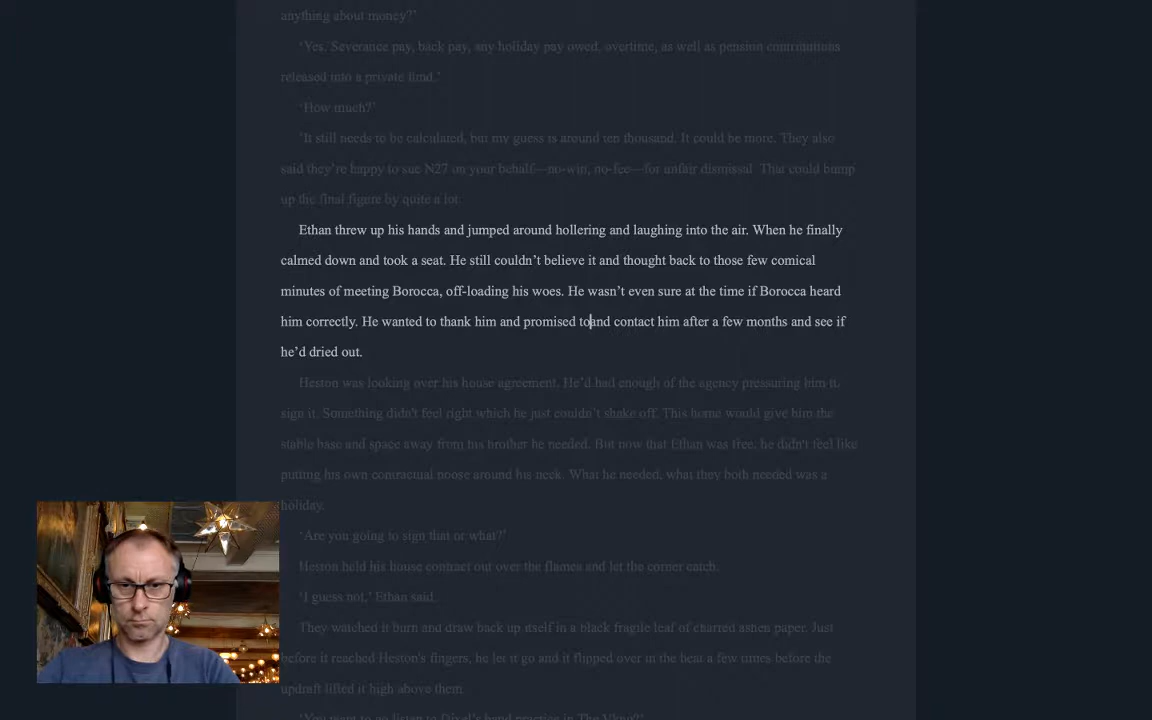 anything about money?’
‘Yes. Severance pay, back pay, any holiday pay owed, overtime, as well as pension contributions
released into a private fund.’
‘How much?’
‘It still needs to be calculated, but my guess is around ten thousand. It could be more. They also
said they’re happy to sue N27 on your behalf—no-win, no-fee—for unfair dismissal. That could bump
up the final figure by quite a lot.
Ethan threw up his hands and jumped around hollering and laughing into the air. When he finally
calmed down and took a seat. He still couldn’t believe it and thought back to those few comical
minutes of meeting Borocca, off-loading his woes. He wasn’t even sure at the time if Borocca heard
him correctly. He wanted to thank him and promised toand contact him after a few months and see if
he’d dried out.
Heston was looking over his house agreement. He’d had enough of the agency pressuring him
sign it. Something didn't feel right which he just couldn’t shake off. This home would give him the
stable base and space away from his brother he needed. But now that Ethan was free, he didn't feel like
putting his own contractual noose around his neck. What he needed, what they both needed was a
holiday.
‘Are you going to sign that or what?’
Heston held his house contract out over the flames and let the corner catch.
‘I guess not,’ Ethan said.
They watched it burn and draw back up itself in a black fragile leaf of charred ashen paper. Just
before it reached Heston's fingers, he let it go and it flipped over in the heat a few times before the
updraft lifted it high above them.
‘You want to go listen to band practice in The